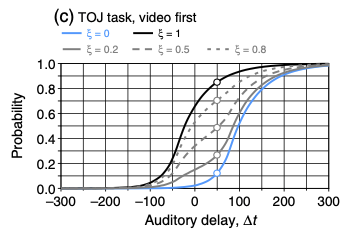 (c) TOJ task, video first
ξ = 0 ξ = 1
ξ = 0.2 ξ = 0.5 ξ = 0.8
1.0
0.8
0.6
0.4
0.2
0.0
−300 −200 −100 0 100 200 300
Probability
Auditory delay, Δt